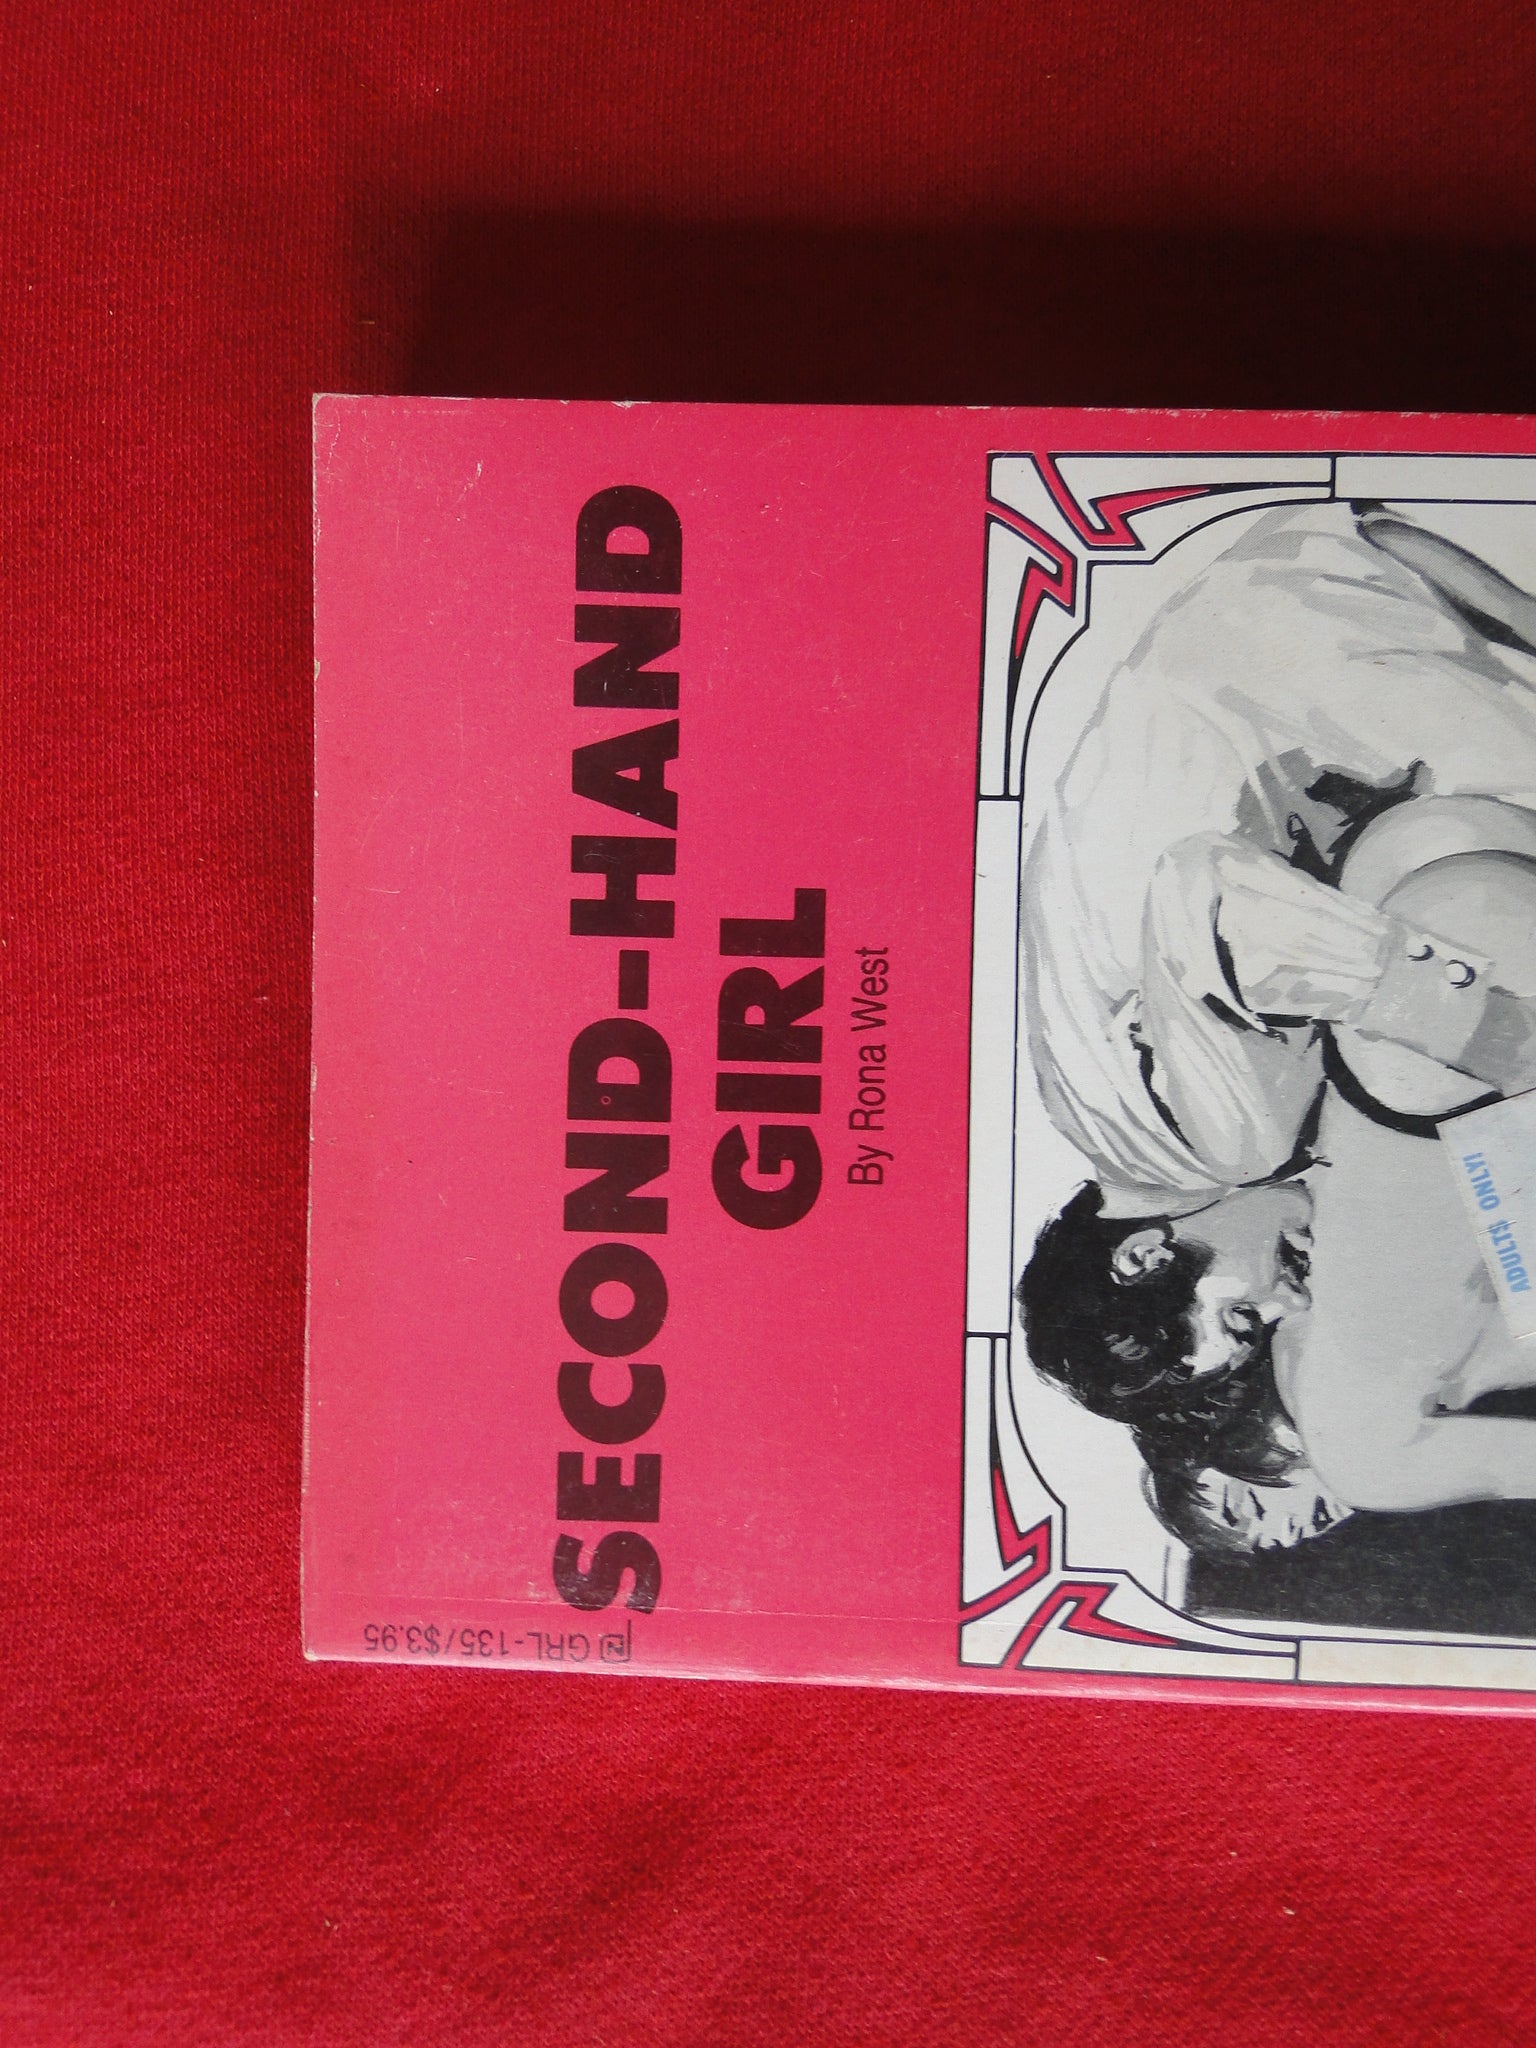 GRL-135/$3.95
SECOND-HAND
GIRL
By Rona West
ADULTS ONLY!